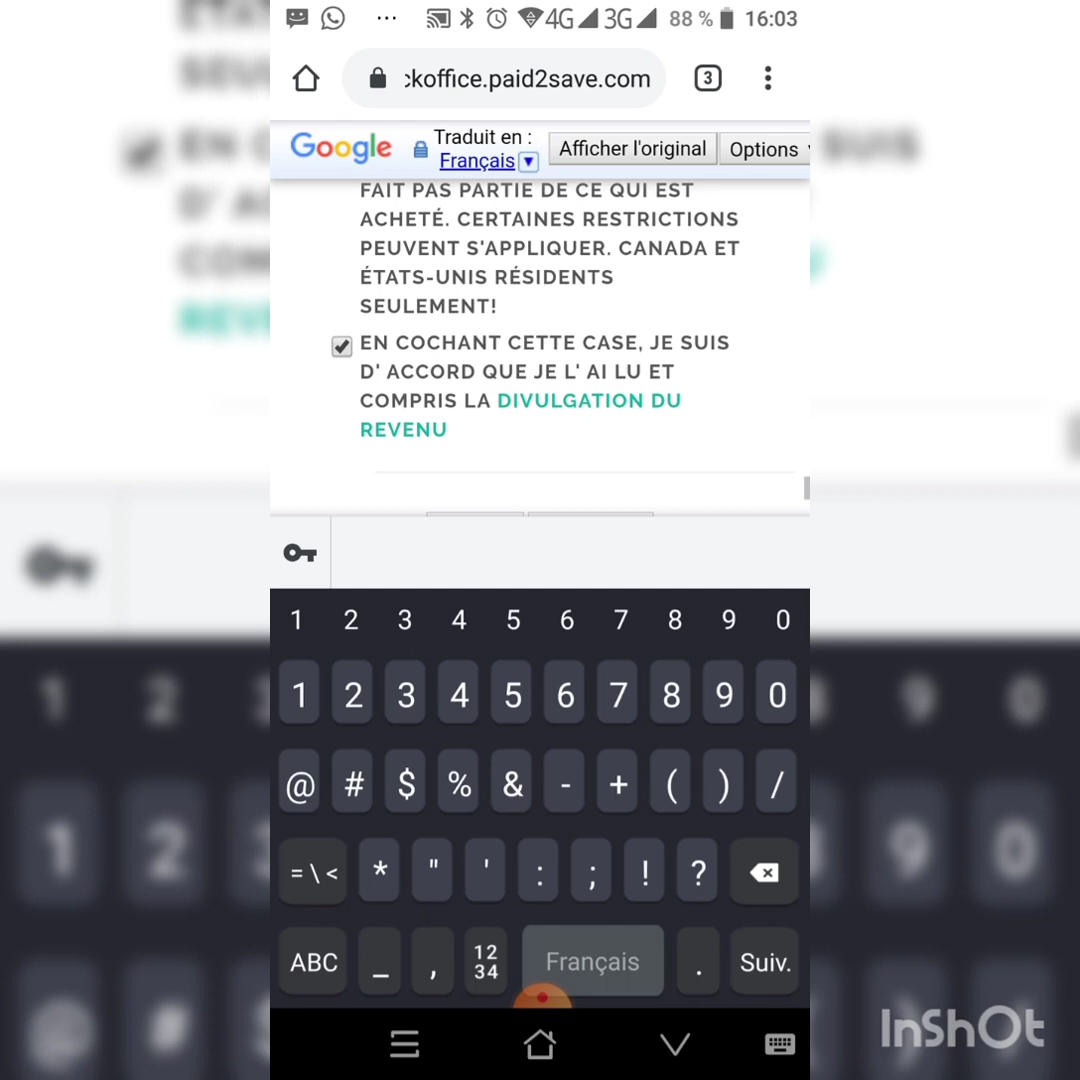 4G 3G 88 % 16:03
ckoffice.paid2save.com 3
Google Traduit en : Français Afficher l'original Options
FAIT PAS PARTIE DE CE QUI EST
ACHETÉ. CERTAINES RESTRICTIONS
PEUVENT S'APPLIQUER. CANADA ET
ÉTATS-UNIS RÉSIDENTS
SEULEMENT!
EN COCHANT CETTE CASE, JE SUIS
D' ACCORD QUE JE L' AI LU ET
COMPRIS LA DIVULGATION DU
REVENU
1 2 3 4 5 6 7 8 9 0
1 2 3 4 5 6 7 8 9 0
@ # $ % & - + ( ) /
= \ < * " ' : ; ! ?
ABC _ , 12 34 Français . Suiv.
InShOt